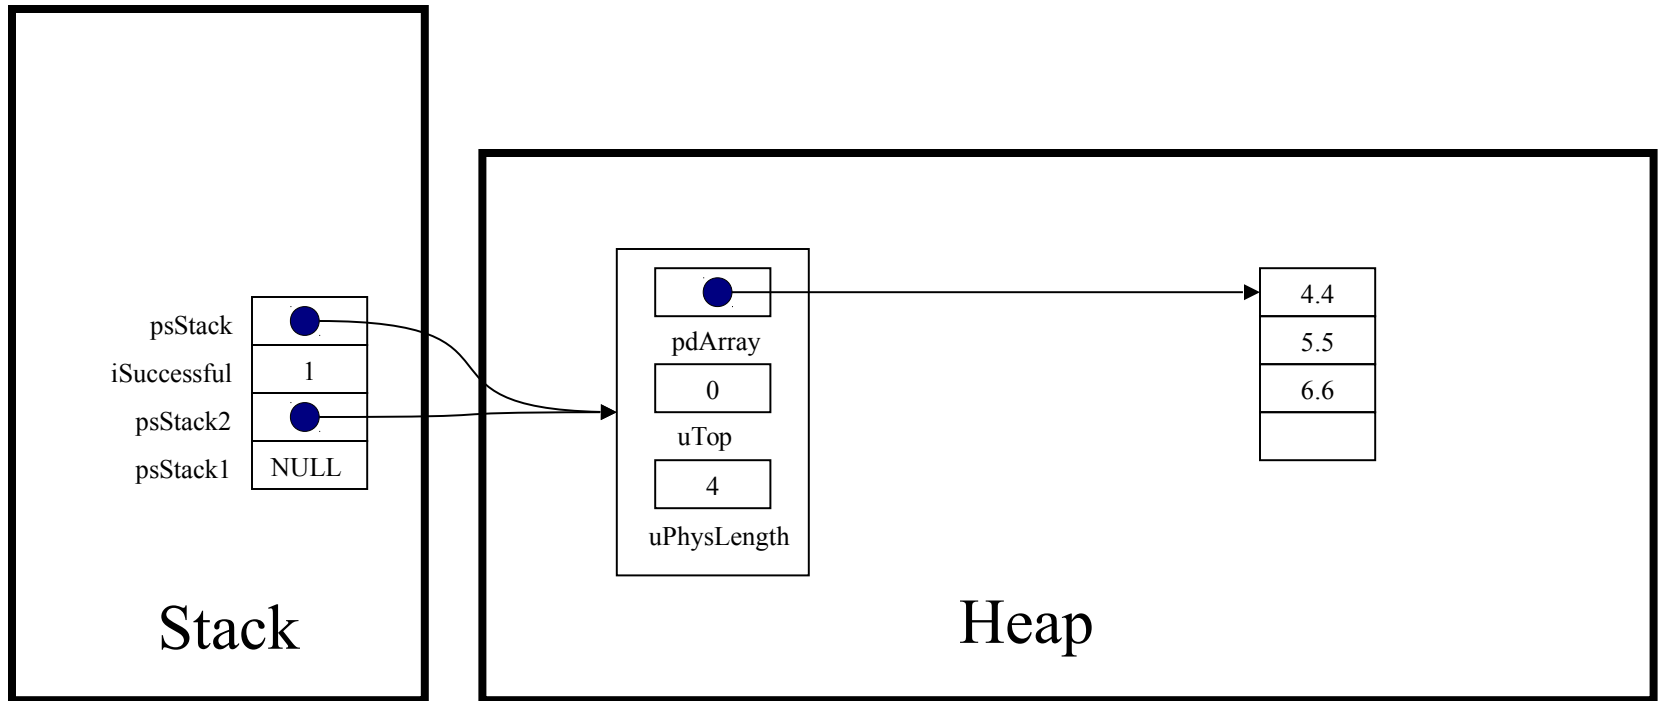 psStack
iSuccessful 1
psStack2
psStack1 NULL
Stack
pdArray
0
uTop
4
uPhysLength
4.4
5.5
6.6
Heap